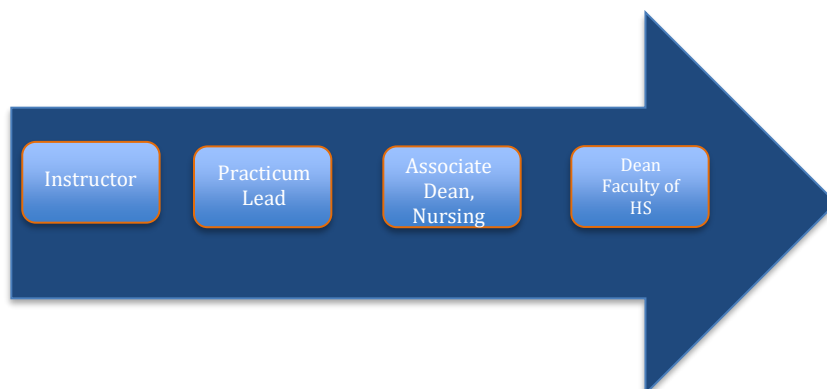 Instructor
Practicum
Lead
Associate
Dean,
Nursing
Dean
Faculty of
HS